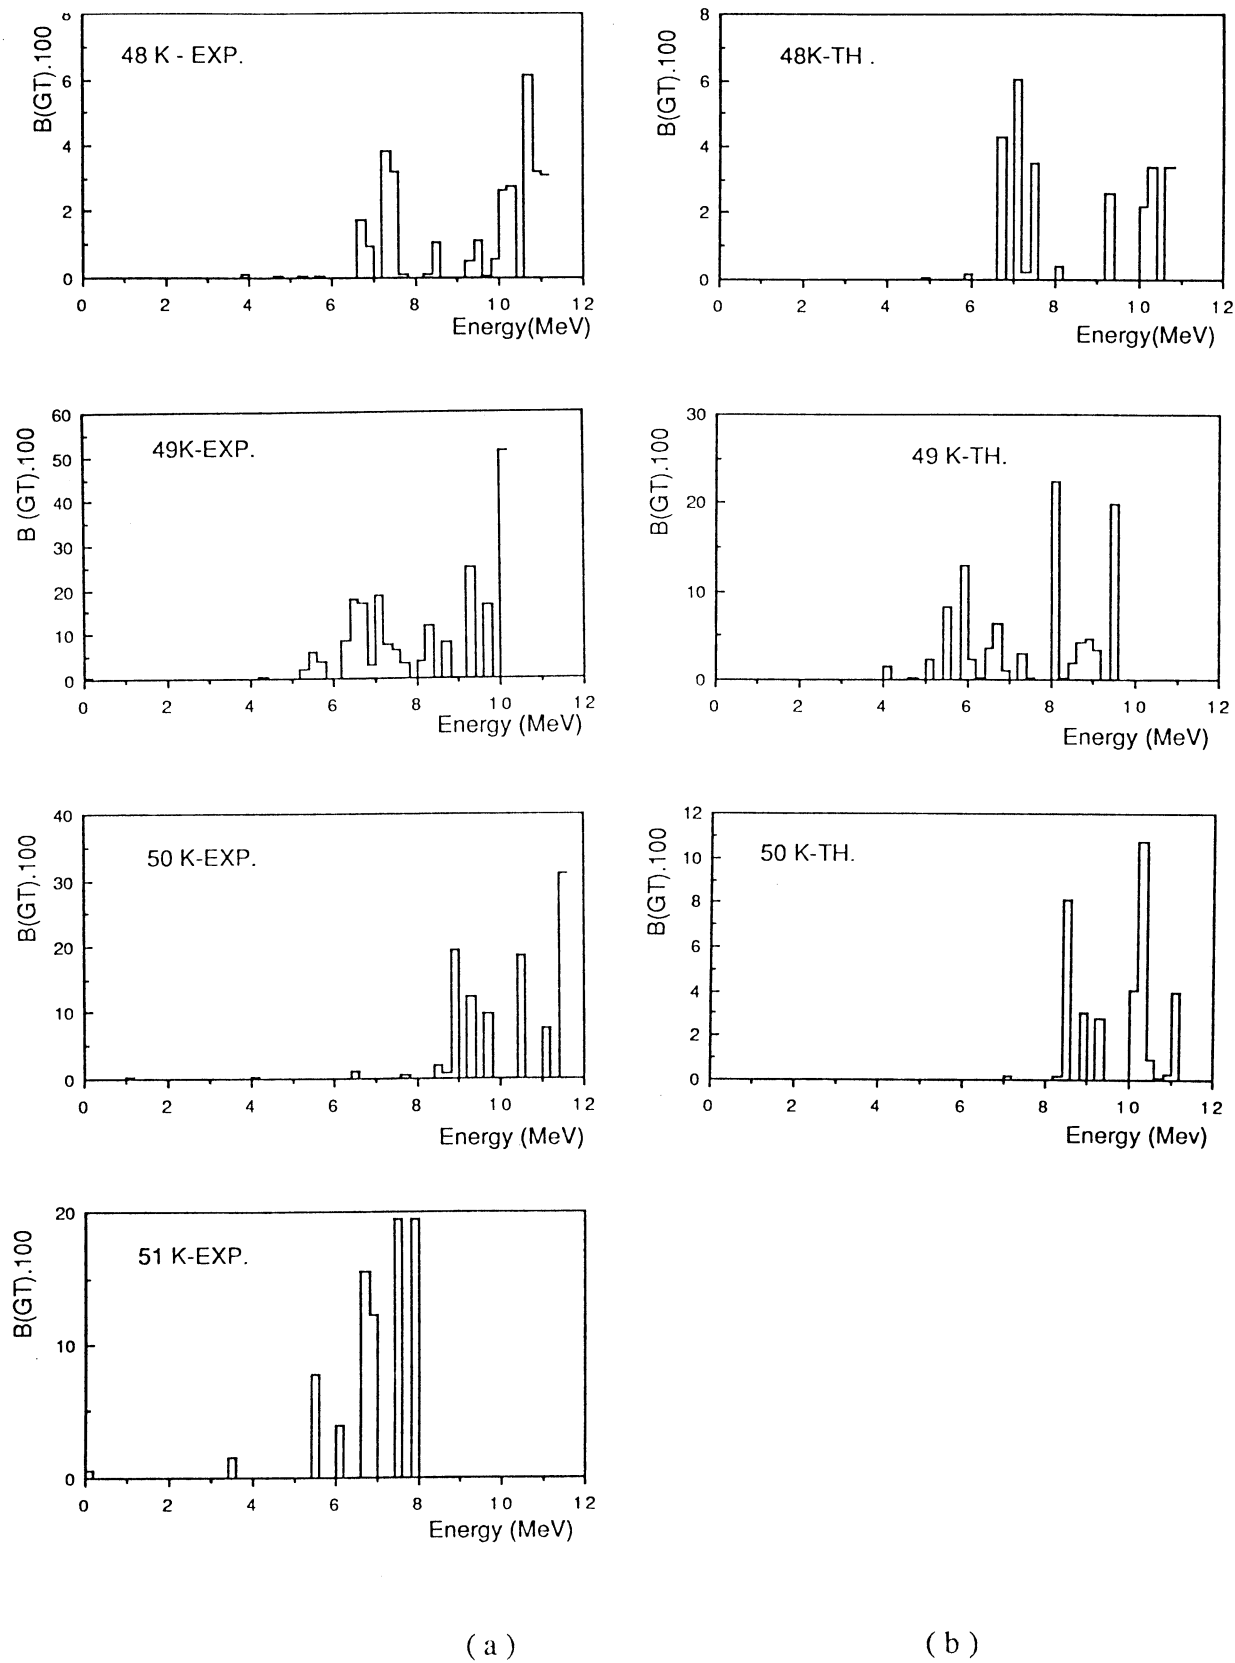 8
6
4
2
0
B(GT).100
48 K - EXP.
0 2 4 6 8 10 12
Energy(MeV)
8
6
4
2
0
B(GT).100
48K-TH .
0 2 4 6 8 10 12
Energy(MeV)
60
50
40
30
20
10
0
B (GT).100
49K-EXP.
0 2 4 6 8 10 12
Energy (MeV)
30
20
10
0
B(GT).100
49 K-TH.
0 2 4 6 8 10 12
Energy (MeV)
40
30
20
10
0
B(GT).100
50 K-EXP.
0 2 4 6 8 10 12
Energy (MeV)
12
10
8
6
4
2
0
B(GT).100
50 K-TH.
0 2 4 6 8 10 12
Energy (Mev)
20
10
0
B(GT).100
51 K-EXP.
0 2 4 6 8 10 12
Energy (MeV)
( a )
( b )